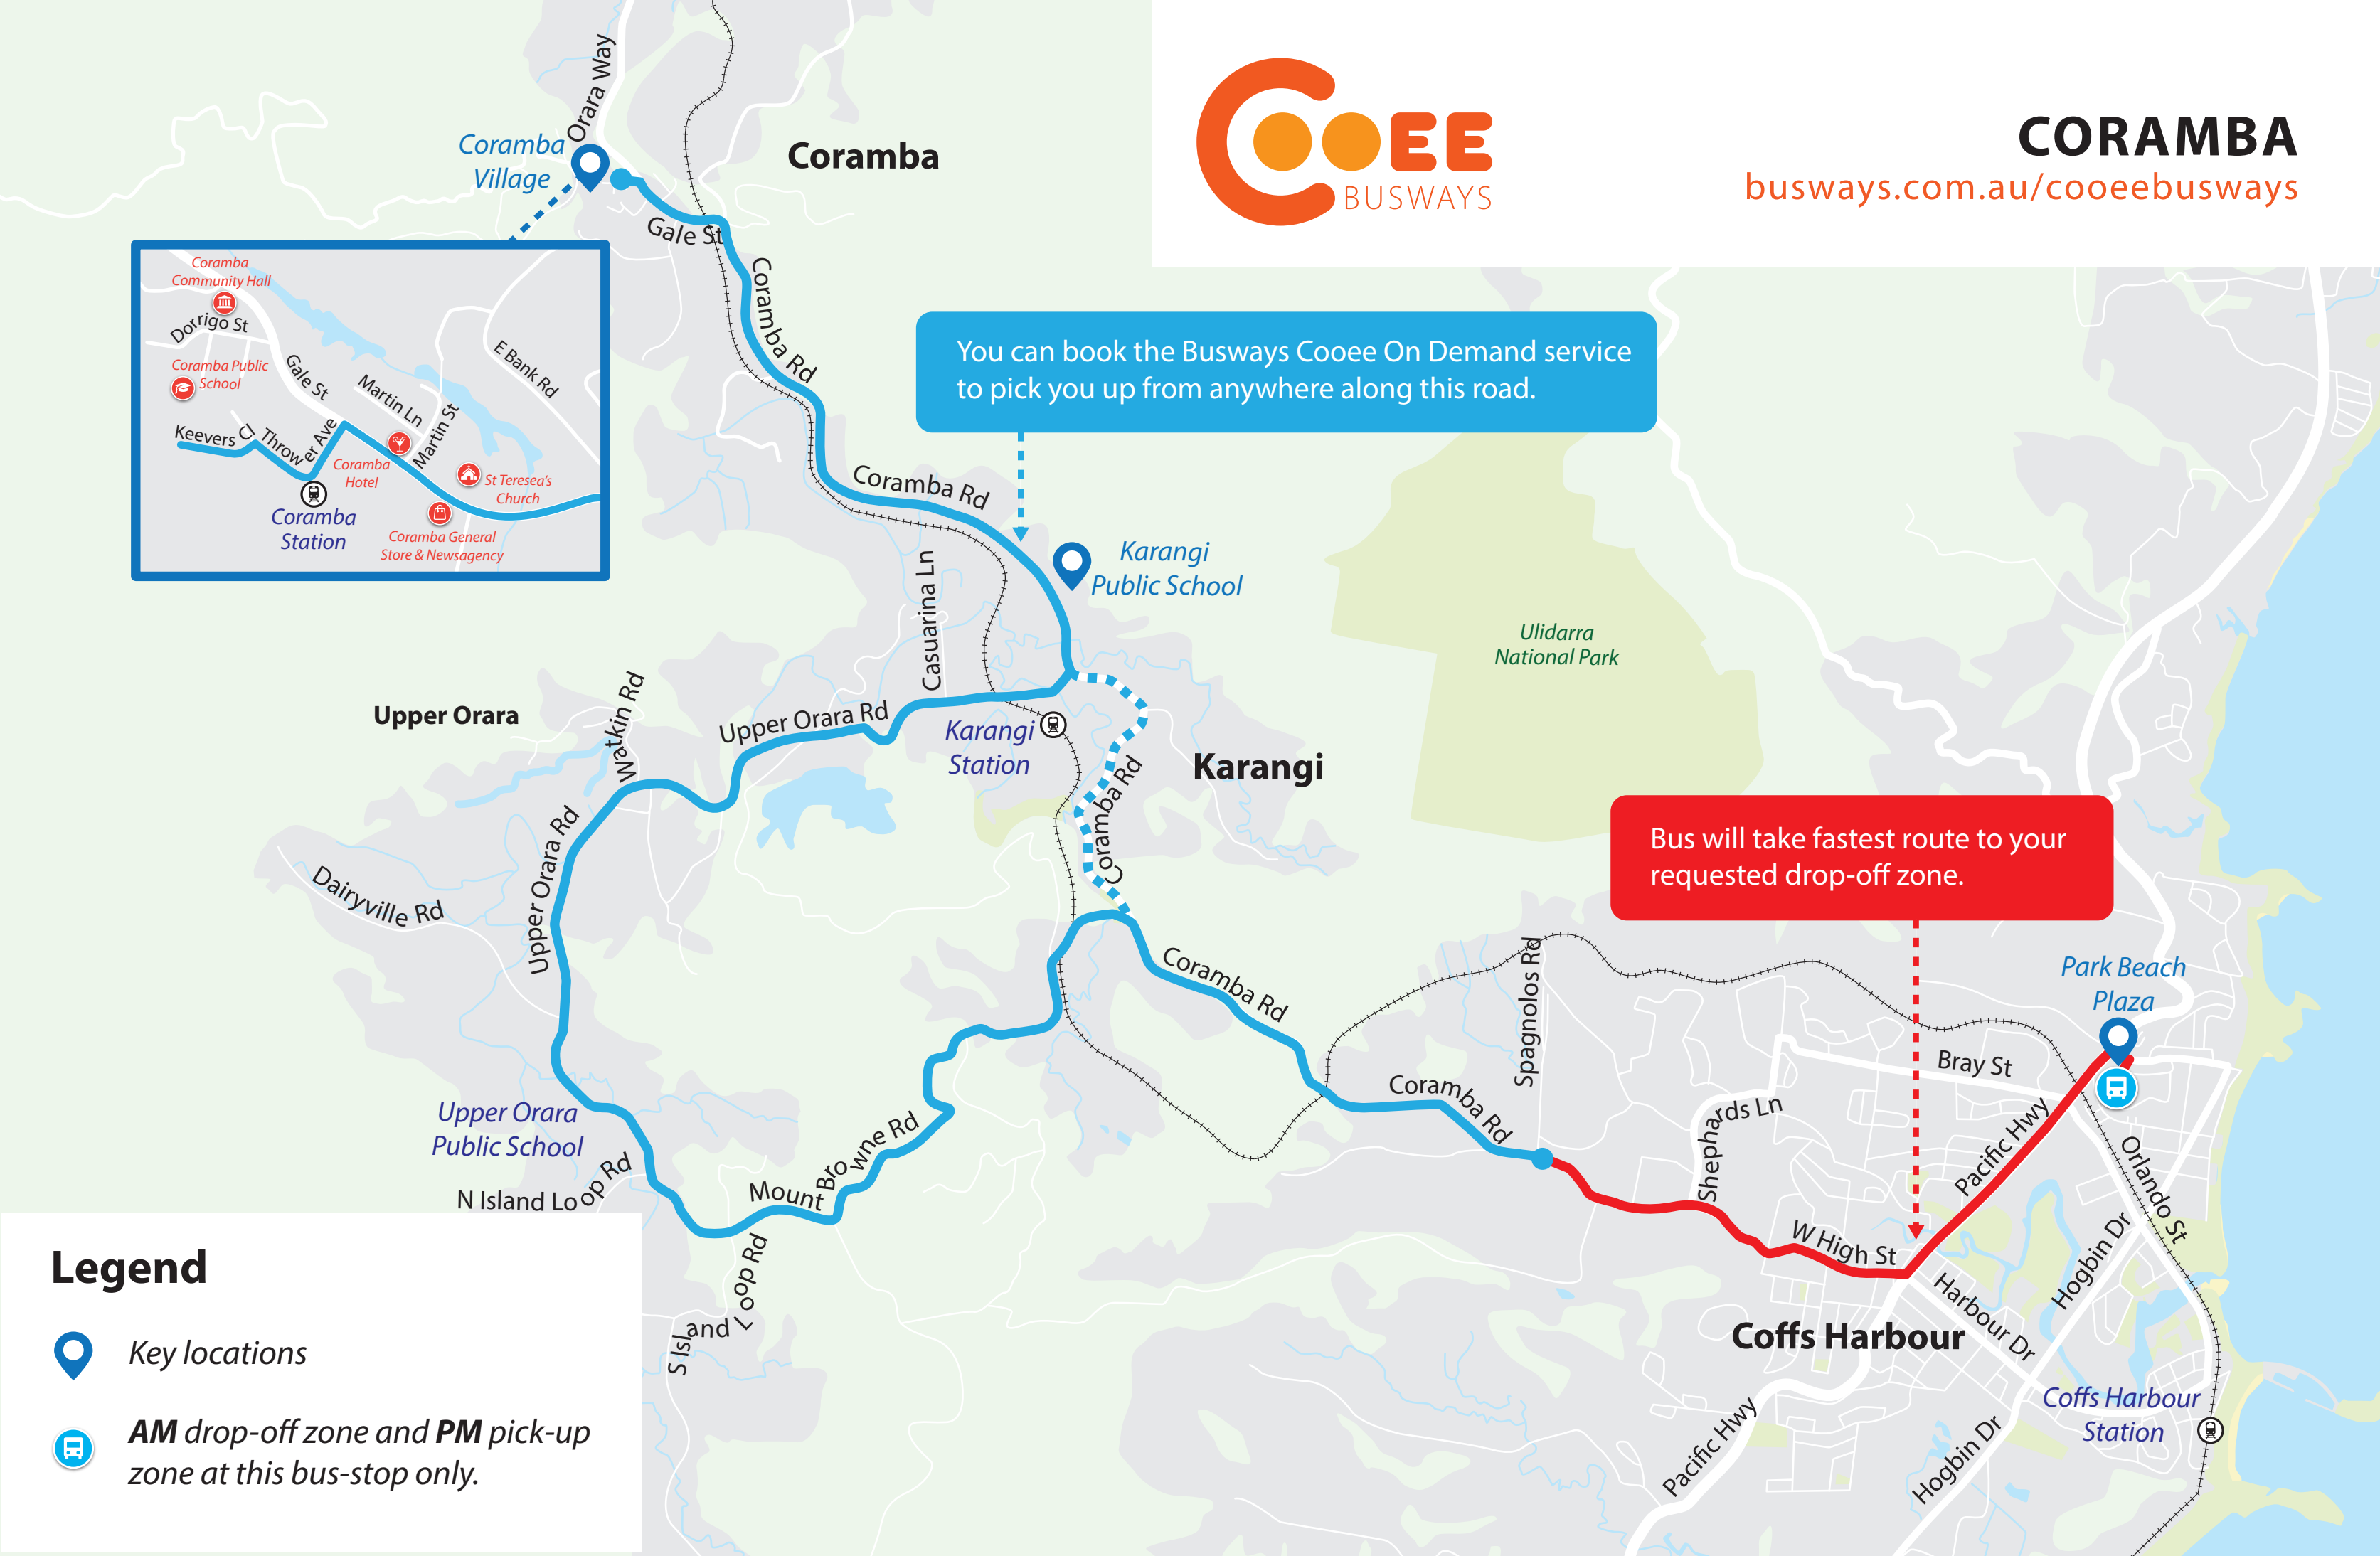 COOEE
BUSWAYS
CORAMBA
busways.com.au/cooeebusways
Orara Way
Coramba
Village
Coramba
Gale St
Coramba Rd
Coramba
Community Hall
Dorrigo St
Coramba Public
School
Gale St
Martin Ln
Martin St
E Bank Rd
Keevers Cl
Thrower Ave
Coramba
Hotel
St Teresea's
Church
Coramba
Station
Coramba General
Store & Newsagency
You can book the Busways Cooee On Demand service
to pick you up from anywhere along this road.
Coramba Rd
Karangi
Public School
Casuarina Ln
Ulidarra
National Park
Upper Orara
Watkin Rd
Upper Orara Rd
Karangi
Station
Karangi
Coramba Rd
Upper Orara Rd
Dairyville Rd
Bus will take fastest route to your
requested drop-off zone.
Coramba Rd
Spagnolos Rd
Park Beach
Plaza
Bray St
Coramba Rd
Shephards Ln
Pacific Hwy
Orlando St
Upper Orara
Public School
N Island Loop Rd
Mount Browne Rd
S Island Loop Rd
W High St
Harbour Dr
Hogbin Dr
Coffs Harbour
Coffs Harbour
Station
Pacific Hwy
Hogbin Dr
Legend
Key locations
AM drop-off zone and PM pick-up
zone at this bus-stop only.